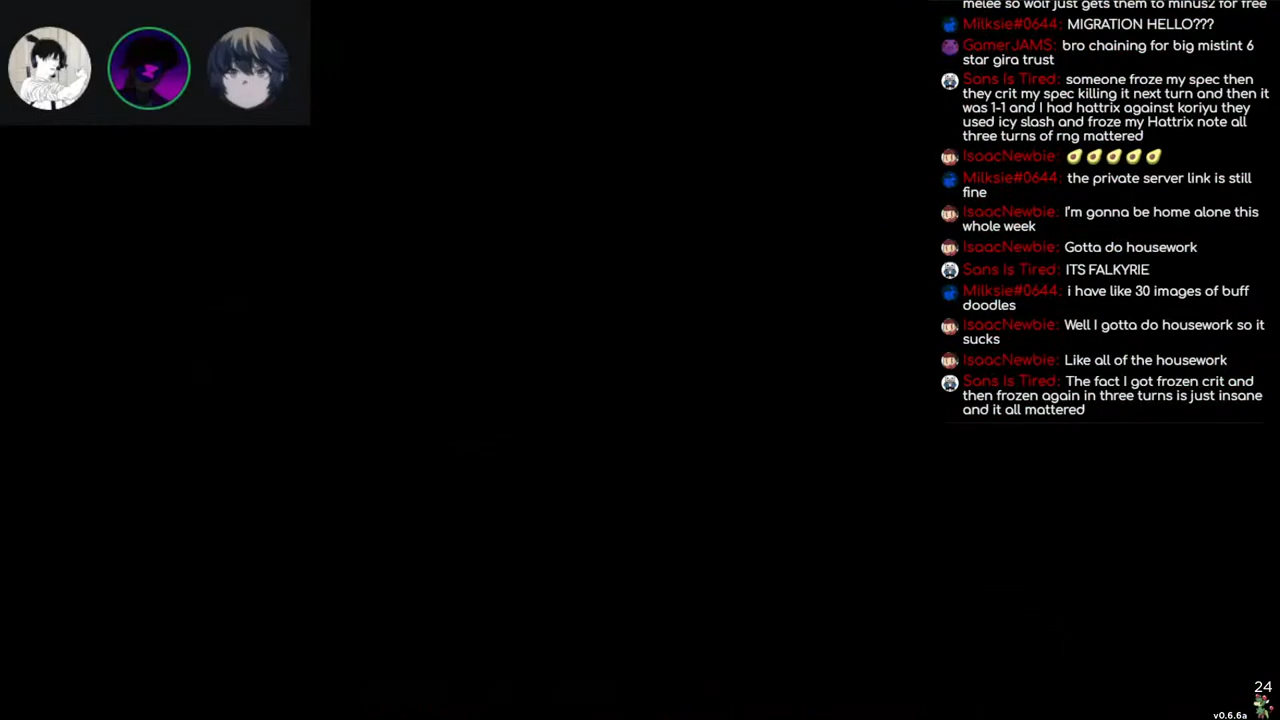 melee so wolf just gets them to minus2 for free
Milksie#0644: MIGRATION HELLO???
GamerJAMS: bro chaining for big mistint 6
star gira trust
Sans Is Tired: someone froze my spec then
they crit my spec killing it next turn and then it
was 1-1 and I had hattrix against koriyu they
used icy slash and froze my Hattrix note all
three turns of rng mattered
IsaacNewbie: 🥑🥑🥑🥑🥑
Milksie#0644: the private server link is still
fine
IsaacNewbie: I'm gonna be home alone this
whole week
IsaacNewbie: Gotta do housework
Sans Is Tired: ITS FALKYRIE
Milksie#0644: i have like 30 images of buff
doodles
IsaacNewbie: Well I gotta do housework so it
sucks
IsaacNewbie: Like all of the housework
Sans Is Tired: The fact I got frozen crit and
then frozen again in three turns is just insane
and it all mattered
24
v0.6.6a